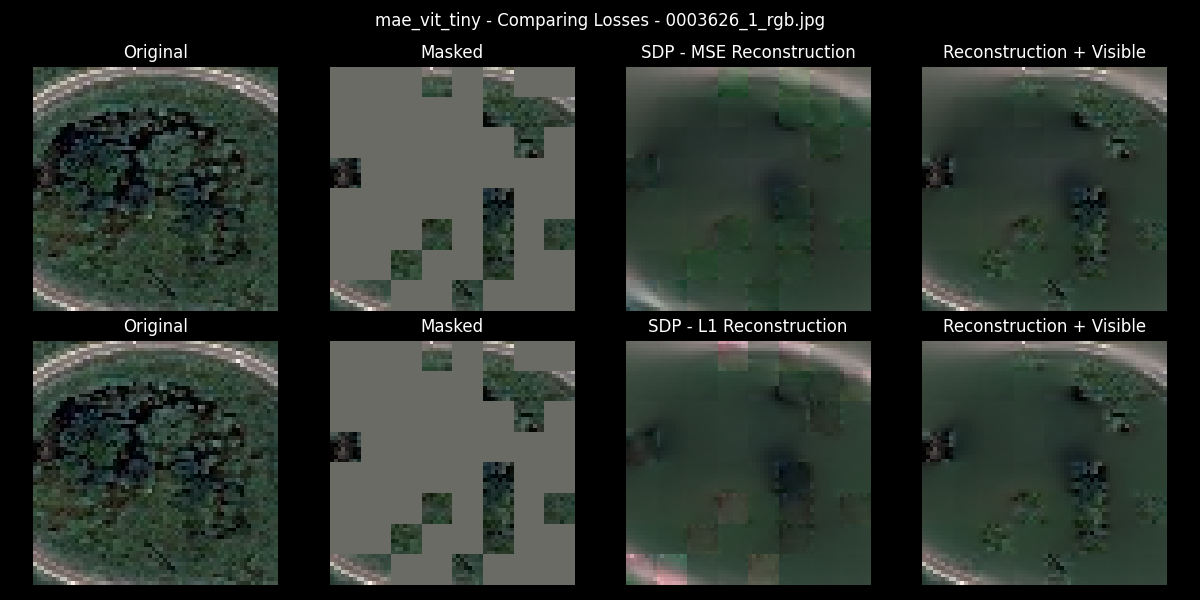 mae_vit_tiny - Comparing Losses - 0003626_1_rgb.jpg
Original
Masked
SDP - MSE Reconstruction
Reconstruction + Visible
Original
Masked
SDP - L1 Reconstruction
Reconstruction + Visible